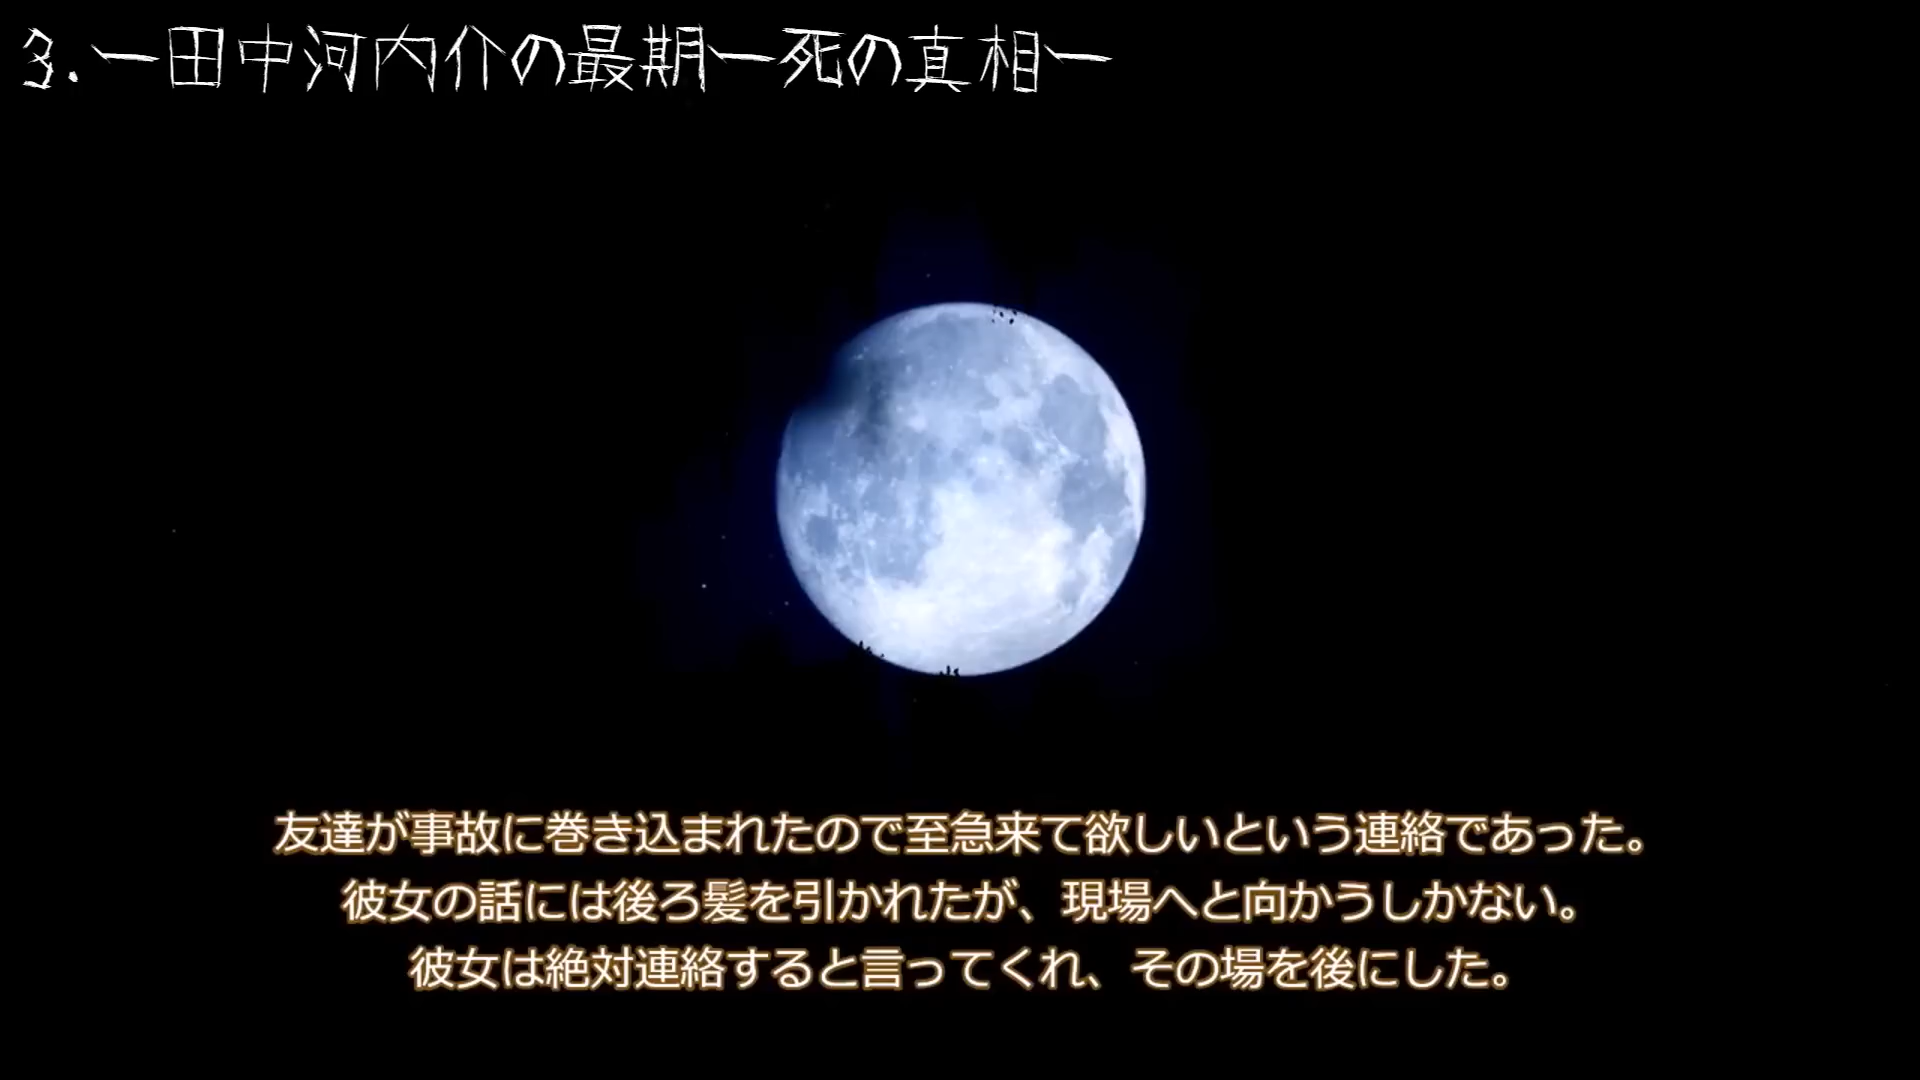 3.ー田中河内介の最期ー死の真相ー
友達が事故に巻き込まれたので至急来て欲しいという連絡であった。
彼女の話には後ろ髪を引かれたが、現場へと向かうしかない。
彼女は絶対連絡すると言ってくれ、その場を後にした。